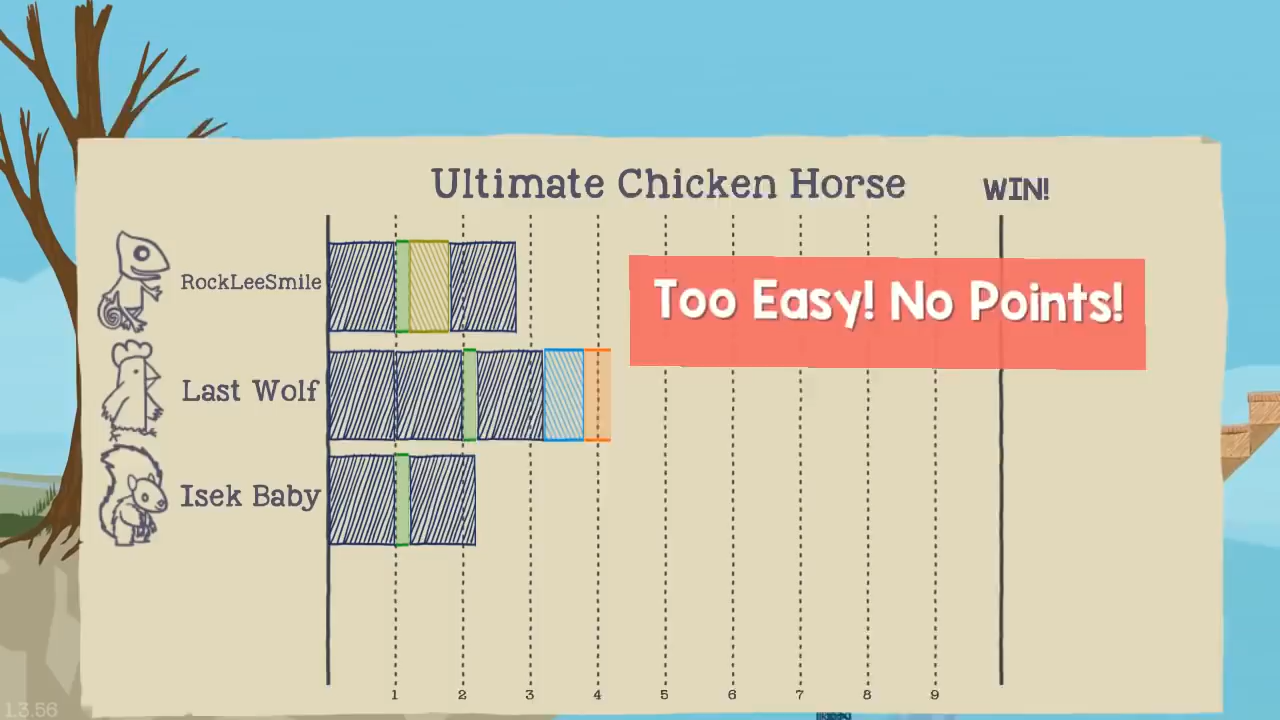 Ultimate Chicken Horse
WIN!
RockLeeSmile
Too Easy! No Points!
Last Wolf
Isek Baby
1 2 3 4 5 6 7 8 9
1.3.56